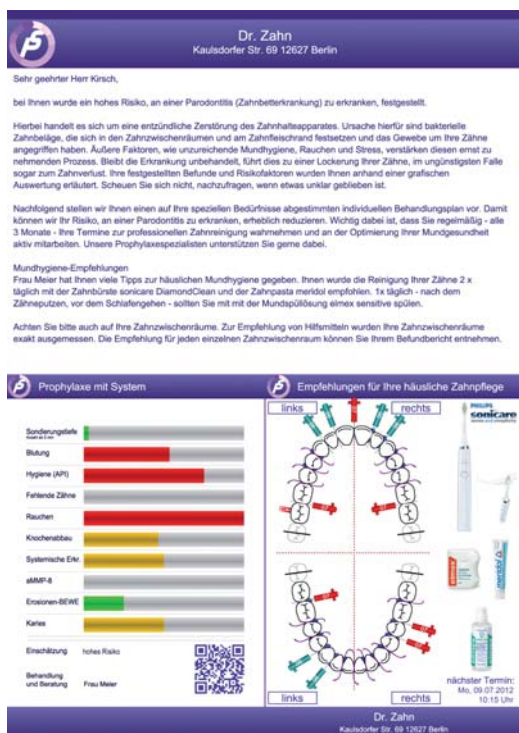 Dr. Zahn
Kaulsdorfer Str. 69 12627 Berlin
Sehr geehrter Herr Kirsch,
bei Ihnen wurde ein hohes Risiko, an einer Parodontitis (Zahnbetterkrankung) zu erkranken, festgestellt.
Hierbei handelt es sich um eine entzündliche Zerstörung des Zahnhalteapparates. Ursache hierfür sind bakterielle
Zahnbeläge, die sich in den Zahnzwischenräumen und am Zahnfleischrand festsetzen und das Gewebe um Ihre Zähne
angegriffen haben. Äußere Faktoren, wie unzureichende Mundhygiene, Rauchen und Stress, verstärken diesen ernst zu
nehmenden Prozess. Bleibt die Erkrankung unbehandelt, führt dies zu einer Lockerung Ihrer Zähne, im ungünstigsten Falle
sogar zum Zahnverlust. Ihre festgestellten Befunde und Risikofaktoren wurden Ihnen anhand einer grafischen
Auswertung erläutert. Scheuen Sie sich nicht, nachzufragen, wenn etwas unklar geblieben ist.
Nachfolgend stellen wir Ihnen einen auf Ihre speziellen Bedürfnisse abgestimmten individuellen Behandlungsplan vor. Damit
können wir Ihr Risiko, an einer Parodontitis zu erkranken, erheblich reduzieren. Wichtig dabei ist, dass Sie regelmäßig - alle
3 Monate - Ihre Termine zur professionellen Zahnreinigung wahrnehmen und an der Optimierung Ihrer Mundgesundheit
aktiv mitarbeiten. Unsere Prophylaxespezialisten unterstützen Sie gerne dabei.
Mundhygiene-Empfehlungen
Frau Meier hat Ihnen viele Tipps zur häuslichen Mundhygiene gegeben. Ihnen wurde die Reinigung Ihrer Zähne 2 x
täglich mit der Zahnbürste sonicare DiamondClean und der Zahnpasta meridol empfohlen. 1x täglich - nach dem
Zähneputzen, vor dem Schlafengehen - sollten Sie mit mit der Mundspüllösung elmex sensitive spülen.
Achten Sie bitte auch auf Ihre Zahnzwischenräume. Zur Empfehlung von Hilfsmitteln wurden Ihre Zahnzwischenräume
exakt ausgemessen. Die Empfehlung für jeden einzelnen Zahnzwischenraum können Sie Ihrem Befundbericht entnehmen.
Prophylaxe mit System
Sondierungstiefe
Blutung
Hygiene (API)
Fehlende Zähne
Rauchen
Knochenabbau
Systemische Erkr.
aMMP-8
Erosionen-BEWE
Karies
Einschätzung hohes Risiko
Behandlung
und Beratung Frau Meier
Empfehlungen für Ihre häusliche Zahnpflege
links rechts
PHILIPS
sonicare
elmex
meridol
links rechts
nächster Termin:
Mo, 09.07.2012
10:15 Uhr
Dr. Zahn
Kaulsdorfer Str. 69 12627 Berlin